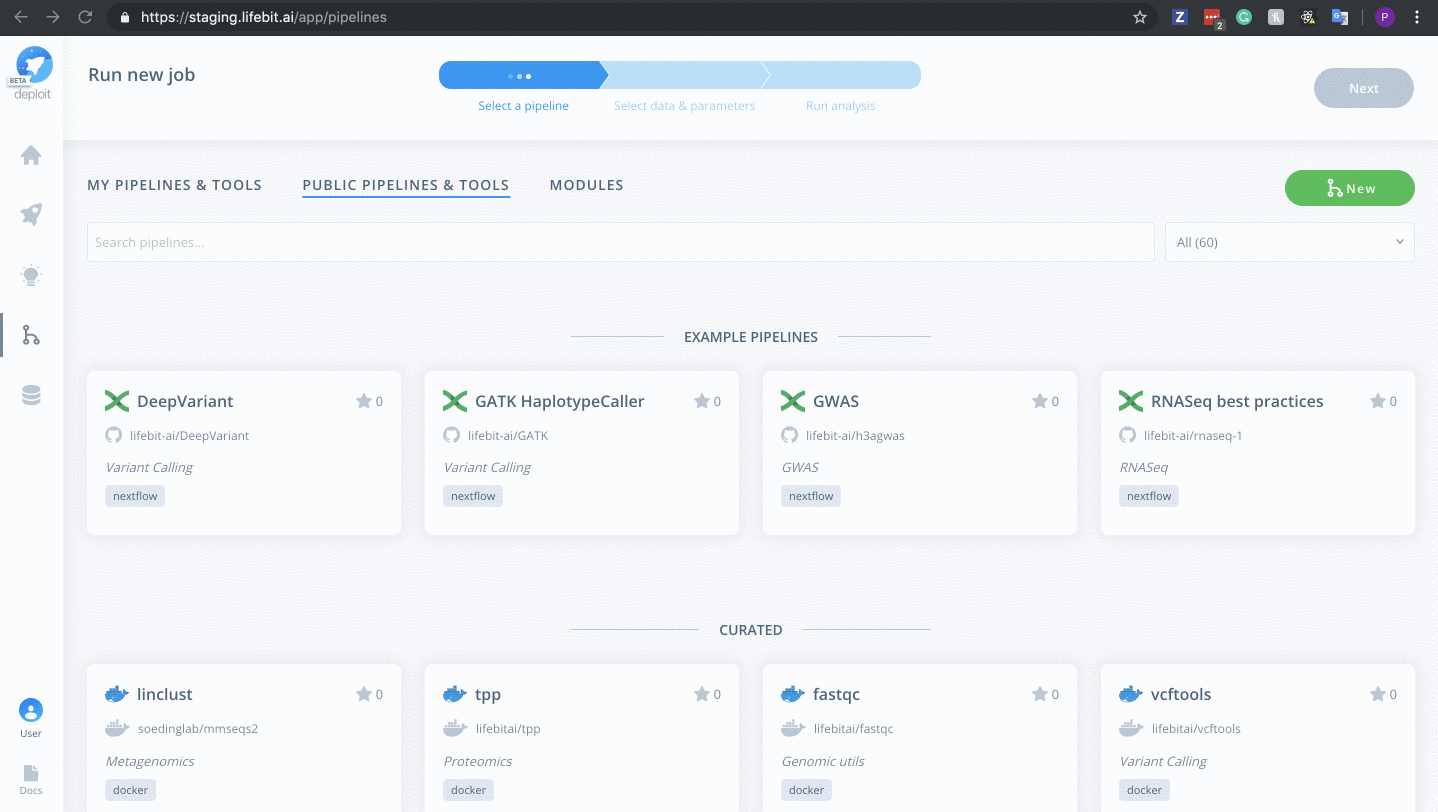 https://staging.lifebit.ai/app/pipelines
Z
2
P
BETA
deploit
Run new job
Select a pipeline
Select data & parameters
Run analysis
Next
MY PIPELINES & TOOLS
PUBLIC PIPELINES & TOOLS
MODULES
New
Search pipelines...
All (60)
EXAMPLE PIPELINES
DeepVariant 0
lifebit-ai/DeepVariant
Variant Calling
nextflow
GATK HaplotypeCaller 0
lifebit-ai/GATK
Variant Calling
nextflow
GWAS 0
lifebit-ai/h3agwas
GWAS
nextflow
RNASeq best practices 0
lifebit-ai/rnaseq-1
RNASeq
nextflow
CURATED
linclust 0
soedinglab/mmseqs2
Metagenomics
docker
tpp 0
lifebitai/tpp
Proteomics
docker
fastqc 0
lifebitai/fastqc
Genomic utils
docker
vcftools 0
lifebitai/vcftools
Variant Calling
docker
User
Docs